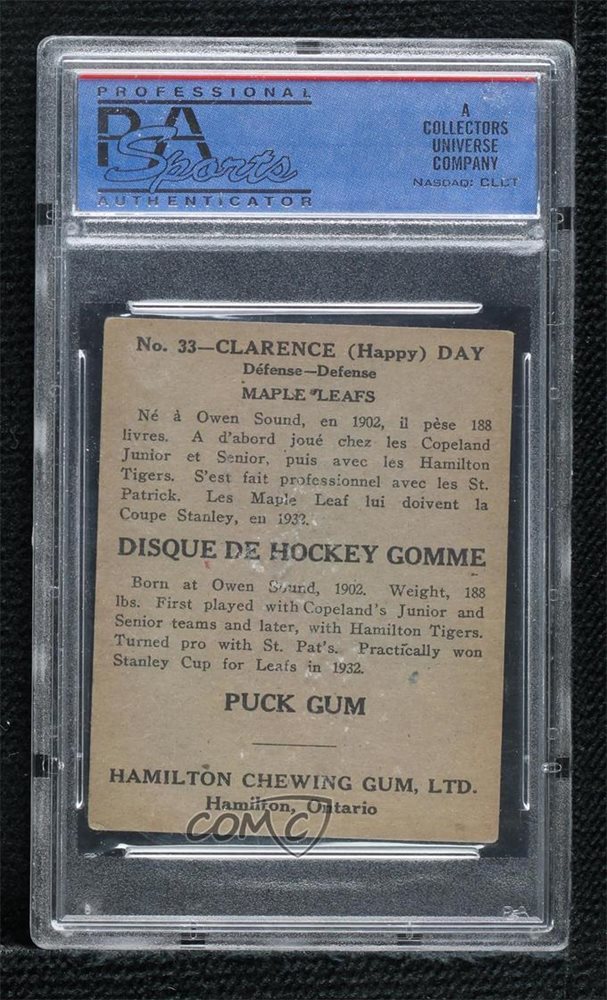 PROFESSIONAL
PSA
Sports
AUTHENTICATOR
A
COLLECTORS
UNIVERSE
COMPANY
NASDAQ: CLCT
No. 33—CLARENCE (Happy) DAY
Défense—Defense
MAPLE LEAFS
Né à Owen Sound, en 1902, il pèse 188
livres. A d'abord joué chez les Copeland
Junior et Senior, puis avec les Hamilton
Tigers. S'est fait professionnel avec les St.
Patrick. Les Maple Leaf lui doivent la
Coupe Stanley, en 1932.
DISQUE DE HOCKEY GOMME
Born at Owen Sound, 1902. Weight, 188
lbs. First played with Copeland's Junior and
Senior teams and later, with Hamilton Tigers.
Turned pro with St. Pat's. Practically won
Stanley Cup for Leafs in 1932.
PUCK GUM
HAMILTON CHEWING GUM, LTD.
Hamilton, Ontario
COMC
PSA